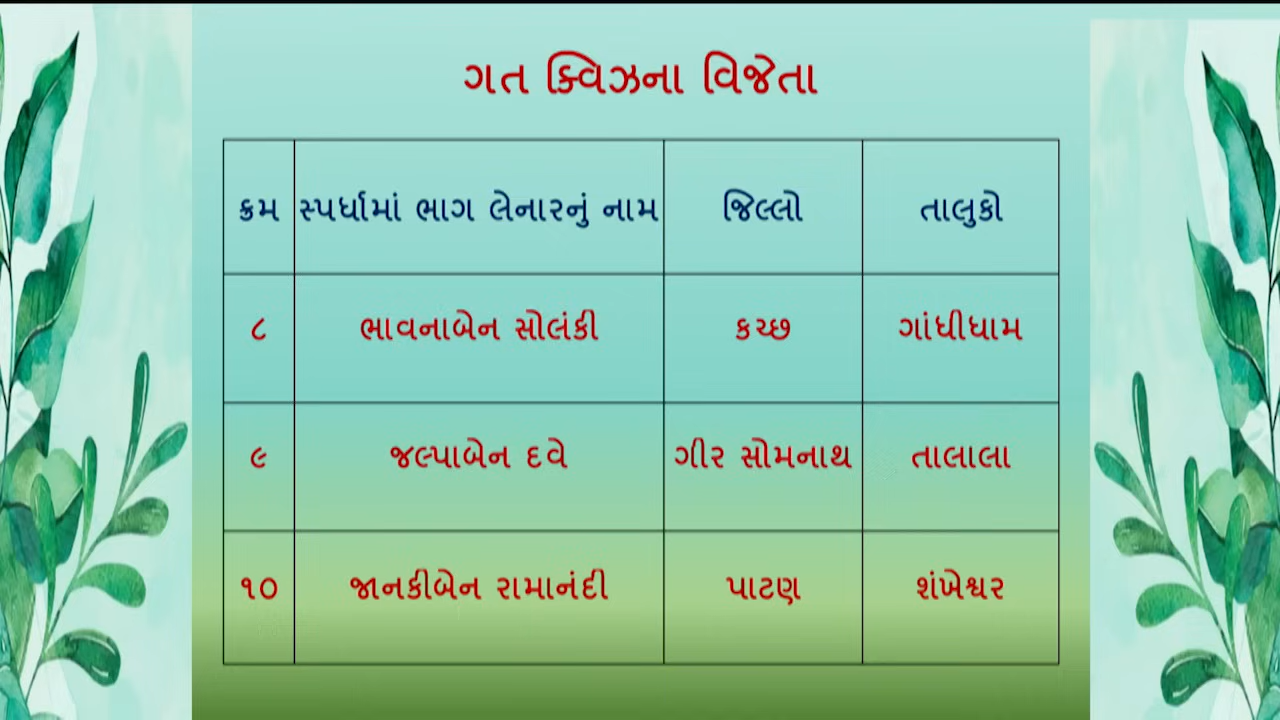 ગત ક્વિઝના વિજેતા
ક્રમ સ્પર્ધામાં ભાગ લેનારનું નામ જિલ્લો તાલુકો
૮ ભાવનાબેન સોલંકી કચ્છ ગાંધીધામ
૯ જલ્પાબેન દવે ગીર સોમનાથ તાલાલા
૧૦ જાનકીબેન રામાનંદી પાટણ શંખેશ્વર